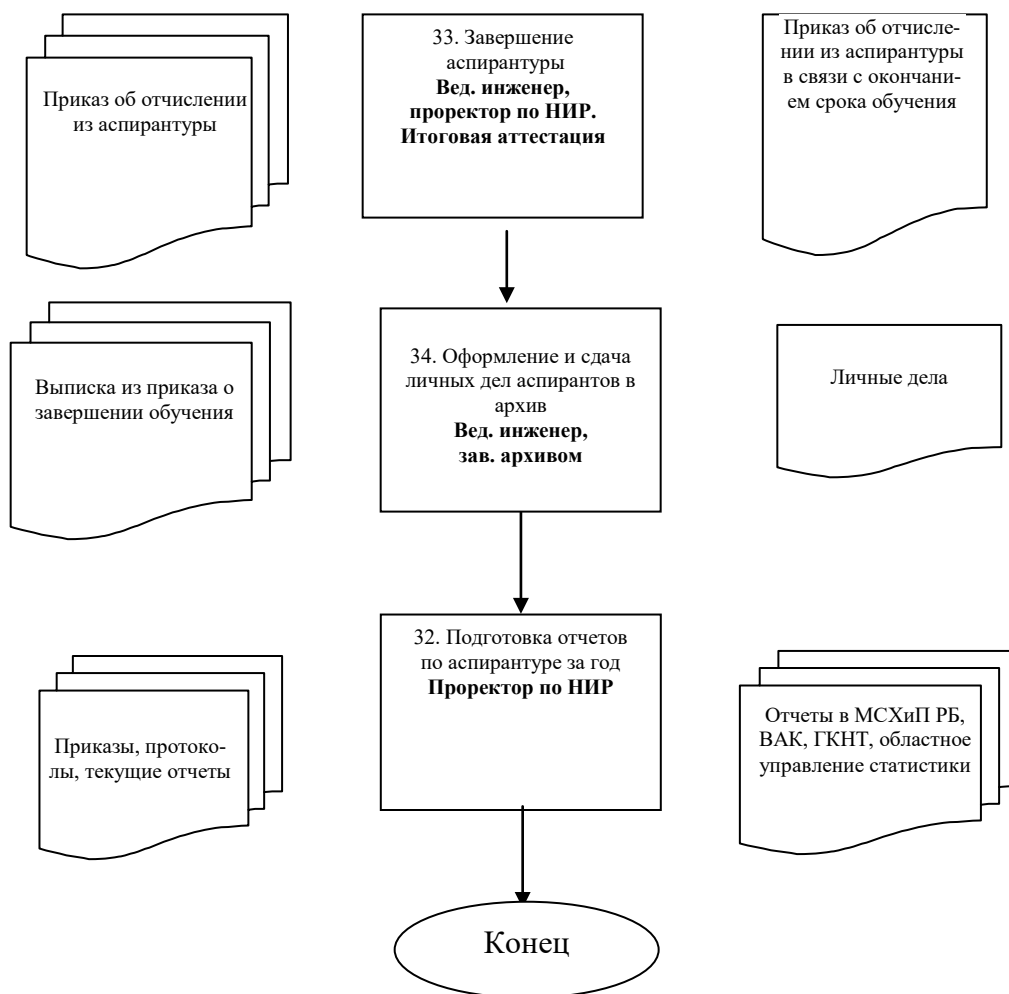 Приказ об отчислении
из аспирантуры
33. Завершение
аспирантуры
Вед. инженер,
проректор по НИР.
Итоговая аттестация
Приказ об отчисле-
нии из аспирантуры
в связи с окончани-
ем срока обучения
Выписка из приказа о
завершении обучения
34. Оформление и сдача
личных дел аспирантов в
архив
Вед. инженер,
зав. архивом
Личные дела
Приказы, протоко-
лы, текущие отчеты
32. Подготовка отчетов
по аспирантуре за год
Проректор по НИР
Отчеты в МСХиП РБ,
ВАК, ГКНТ, областное
управление статистики
Конец